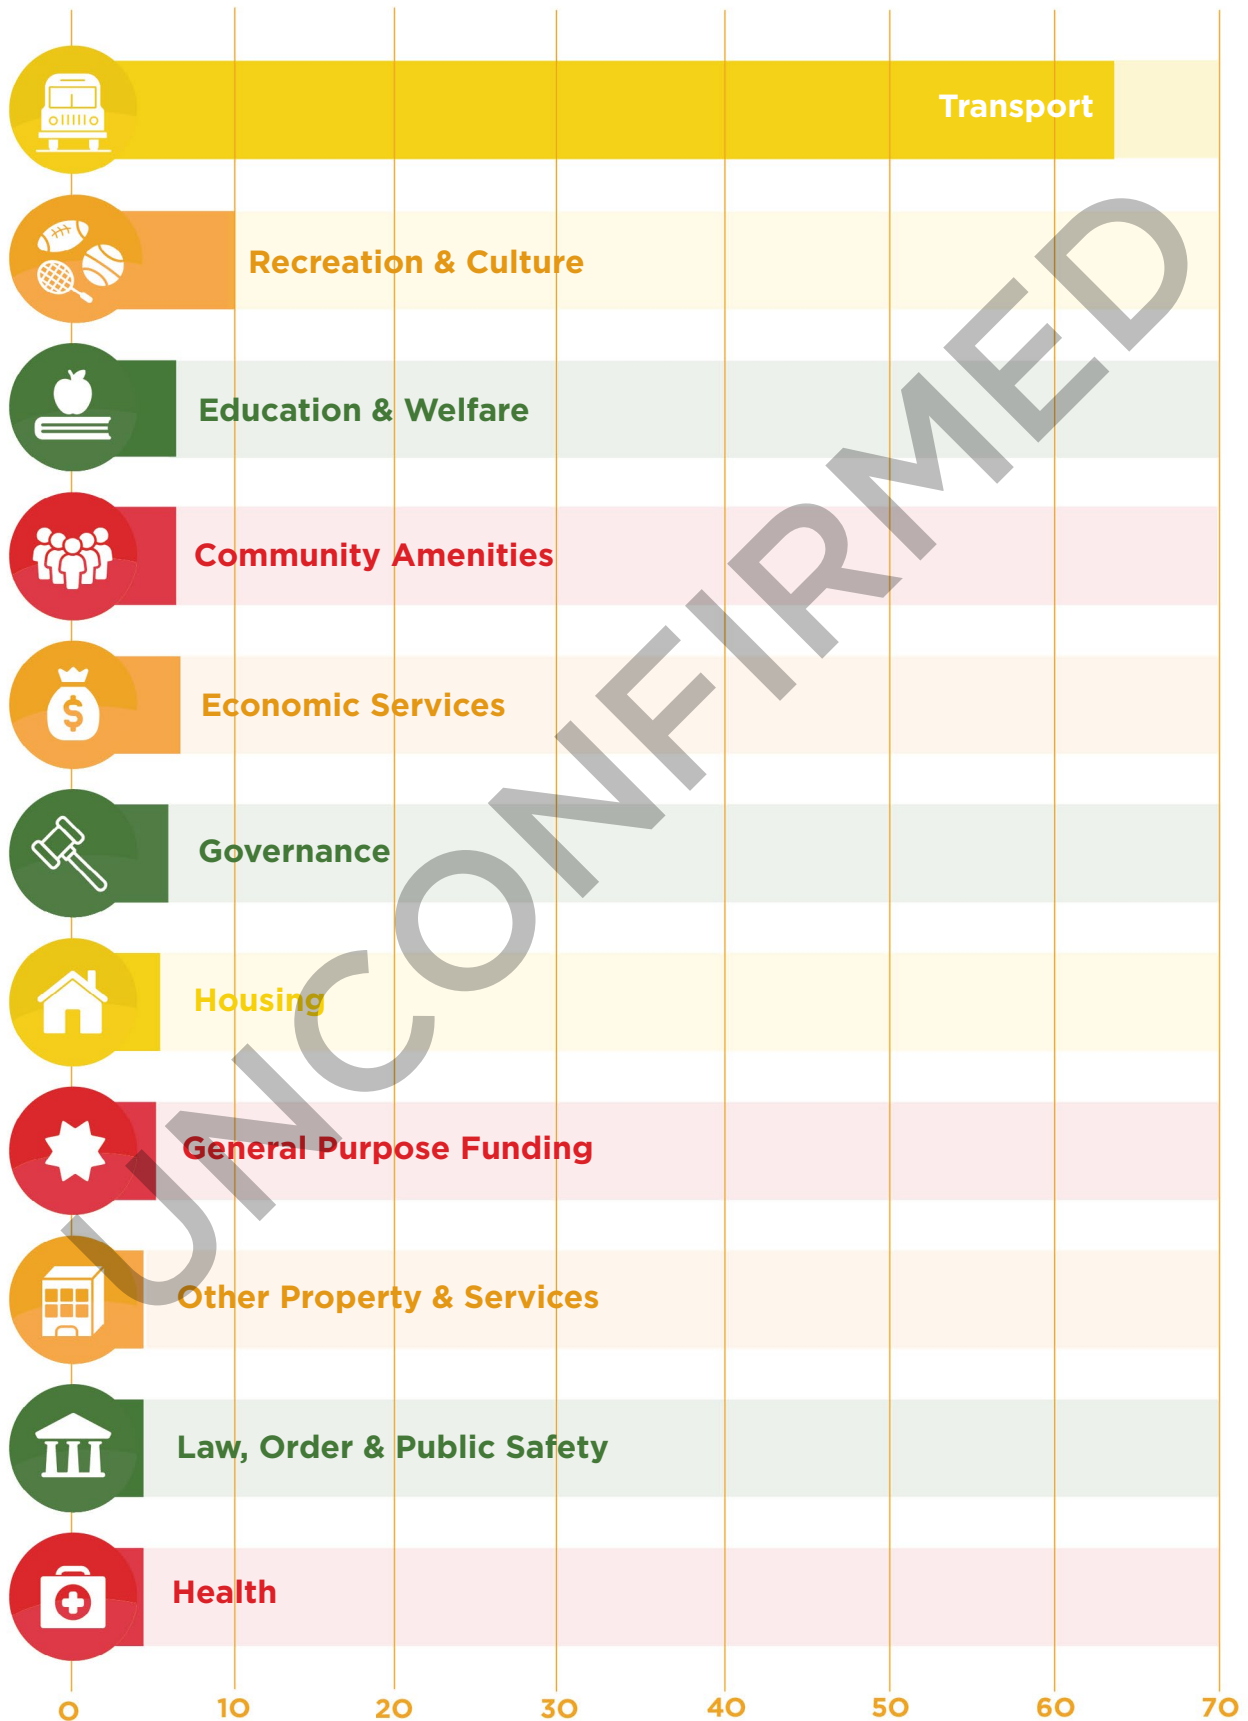 Transport
Recreation & Culture
Education & Welfare
Community Amenities
$
Economic Services
Governance
Housing
General Purpose Funding
Other Property & Services
Law, Order & Public Safety
Health
0 10 20 30 40 50 60 70
UNCONFIRMED